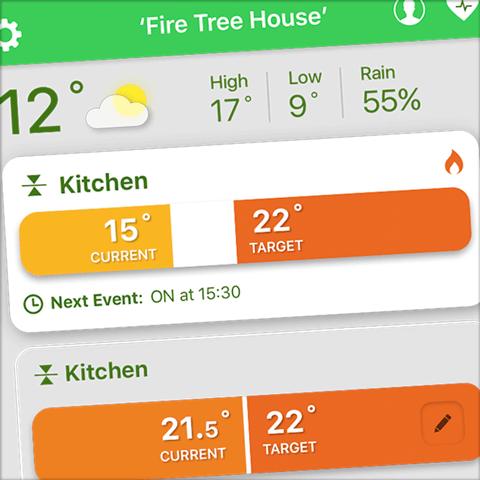 'Fire Tree House'
12° High Low Rain
17° 9° 55%
Kitchen
15° 22°
CURRENT TARGET
Next Event: ON at 15:30
Kitchen
21.5° 22°
CURRENT TARGET